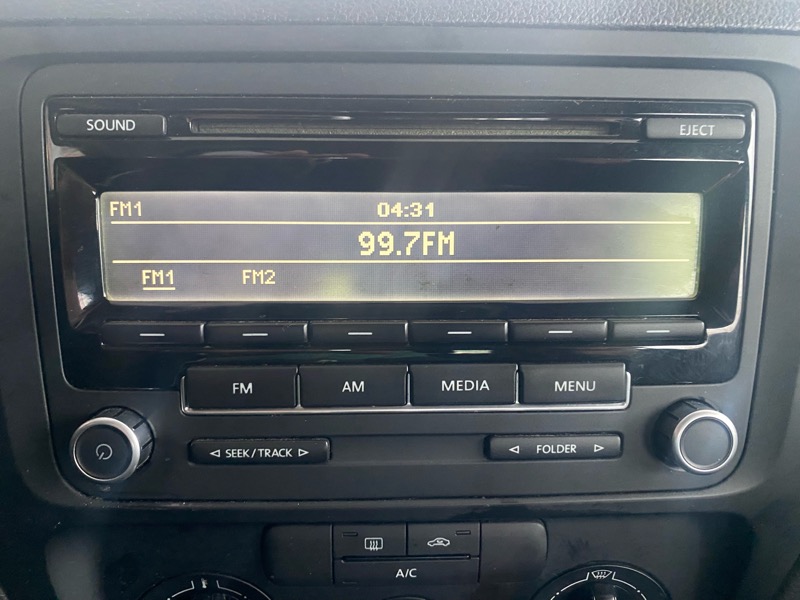 SOUND
EJECT
FM1 04:31
99.7FM
FM1 FM2
FM AM MEDIA MENU
SEEK / TRACK
FOLDER
A/C